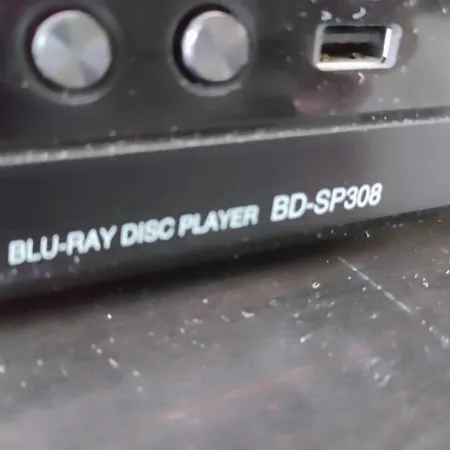 BLU-RAY DISC PLAYER BD-SP308